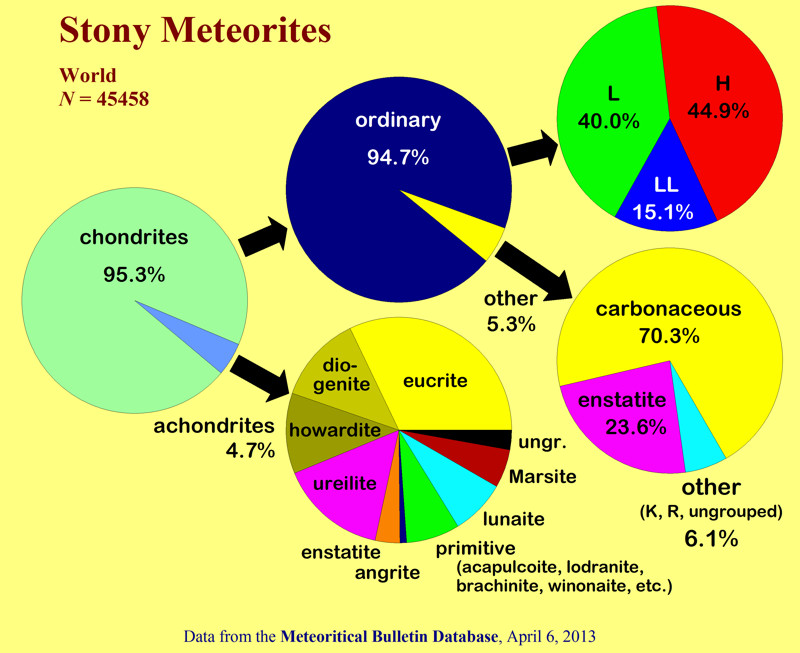 Stony Meteorites
World
N = 45458
chondrites
95.3%
achondrites
4.7%
ordinary
94.7%
other
5.3%
L
40.0%
H
44.9%
LL
15.1%
carbonaceous
70.3%
enstatite
23.6%
other
(K, R, ungrouped)
6.1%
dio-
genite
eucrite
howardite
ureilite
enstatite
angrite
primitive
(acapulcoite, lodranite,
brachinite, winonaite, etc.)
lunaite
Marsite
ungr.
Data from the Meteoritical Bulletin Database, April 6, 2013